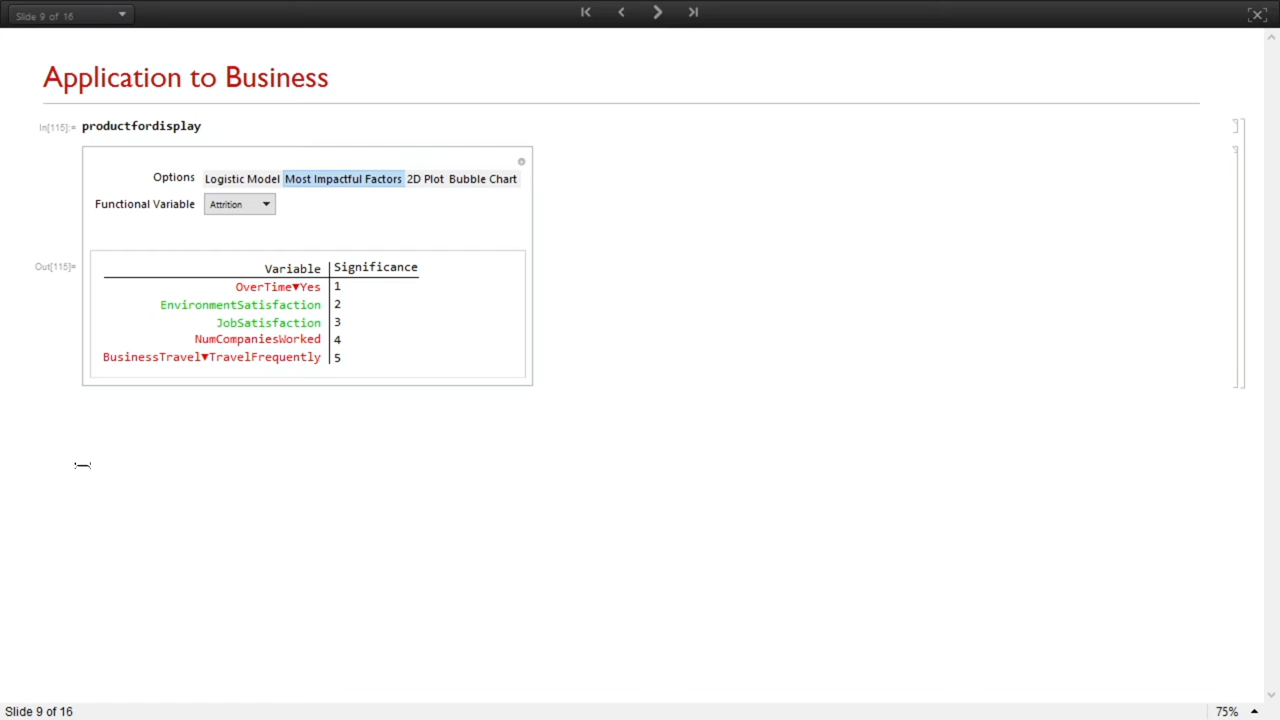 Slide 9 of 16
Application to Business
In[115]:= productfordisplay
Options Logistic Model Most Impactful Factors 2D Plot Bubble Chart
Functional Variable Attrition
Out[115]=
Variable Significance
OverTime▼Yes 1
EnvironmentSatisfaction 2
JobSatisfaction 3
NumCompaniesWorked 4
BusinessTravel▼TravelFrequently 5
Slide 9 of 16 75%